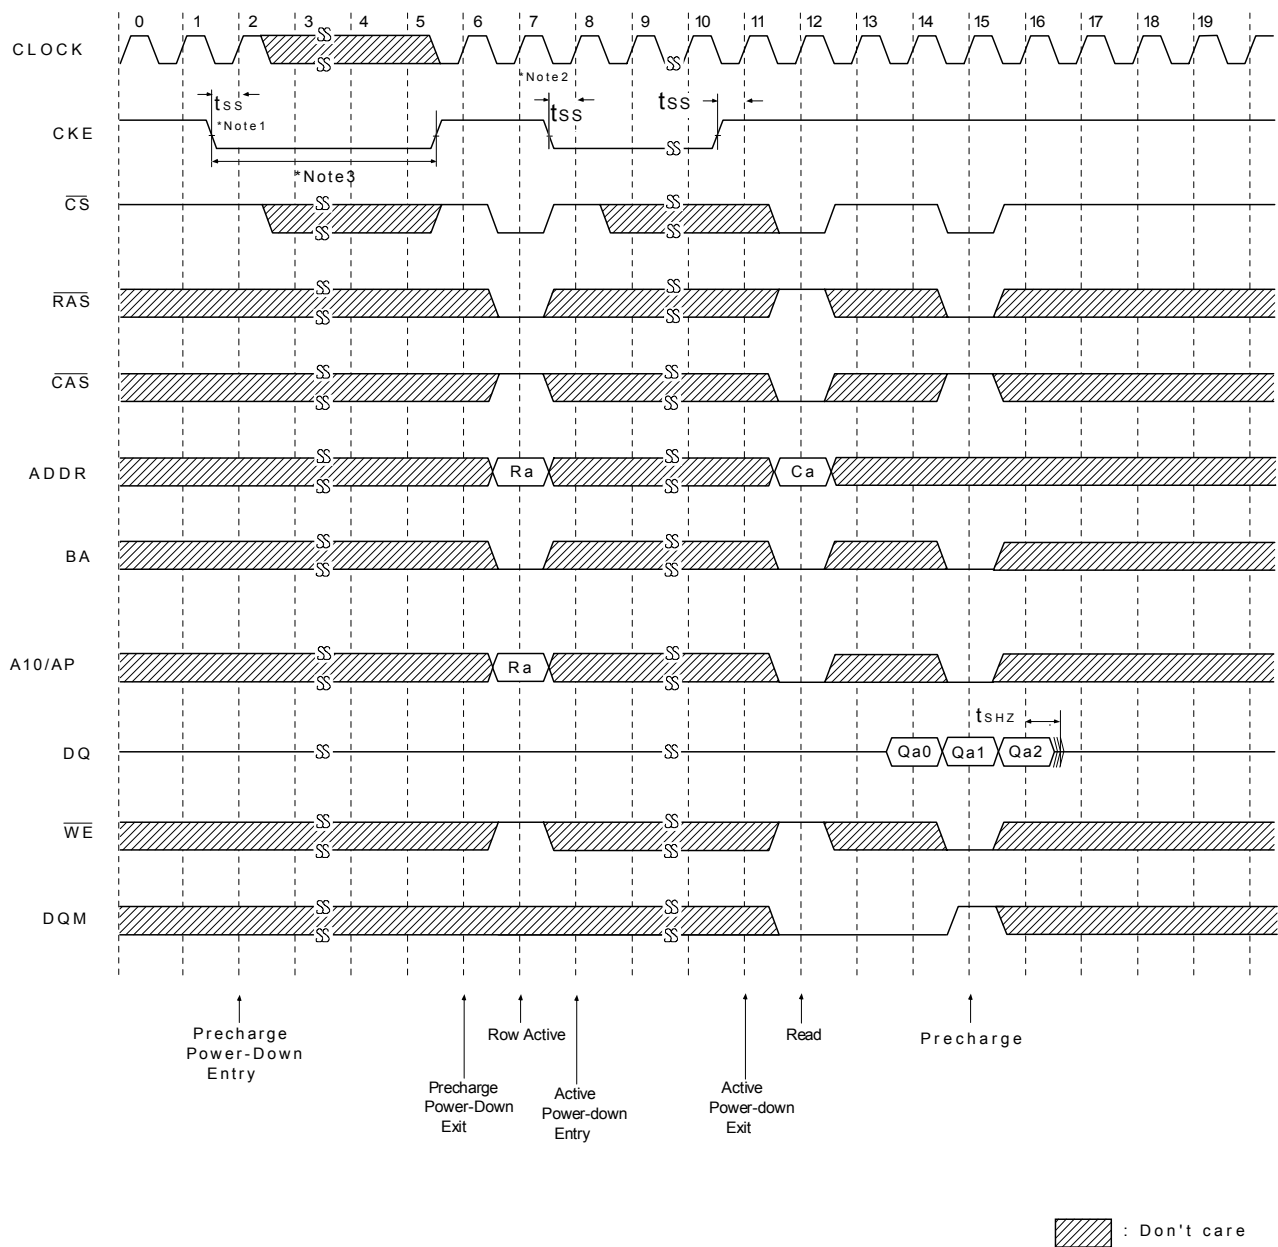 0 1 2 3 4 5 6 7 8 9 10 11 12 13 14 15 16 17 18 19
CLOCK
*Note2
tSS tSS tSS
*Note1
CKE
*Note3
CS
RAS
CAS
ADDR Ra Ca
BA
A10/AP Ra
tSHZ
DQ Qa0 Qa1 Qa2
WE
DQM
Precharge
Power-Down
Entry
Precharge
Power-Down
Exit
Row Active
Active
Power-down
Entry
Active
Power-down
Exit
Read
Precharge
: Don't care